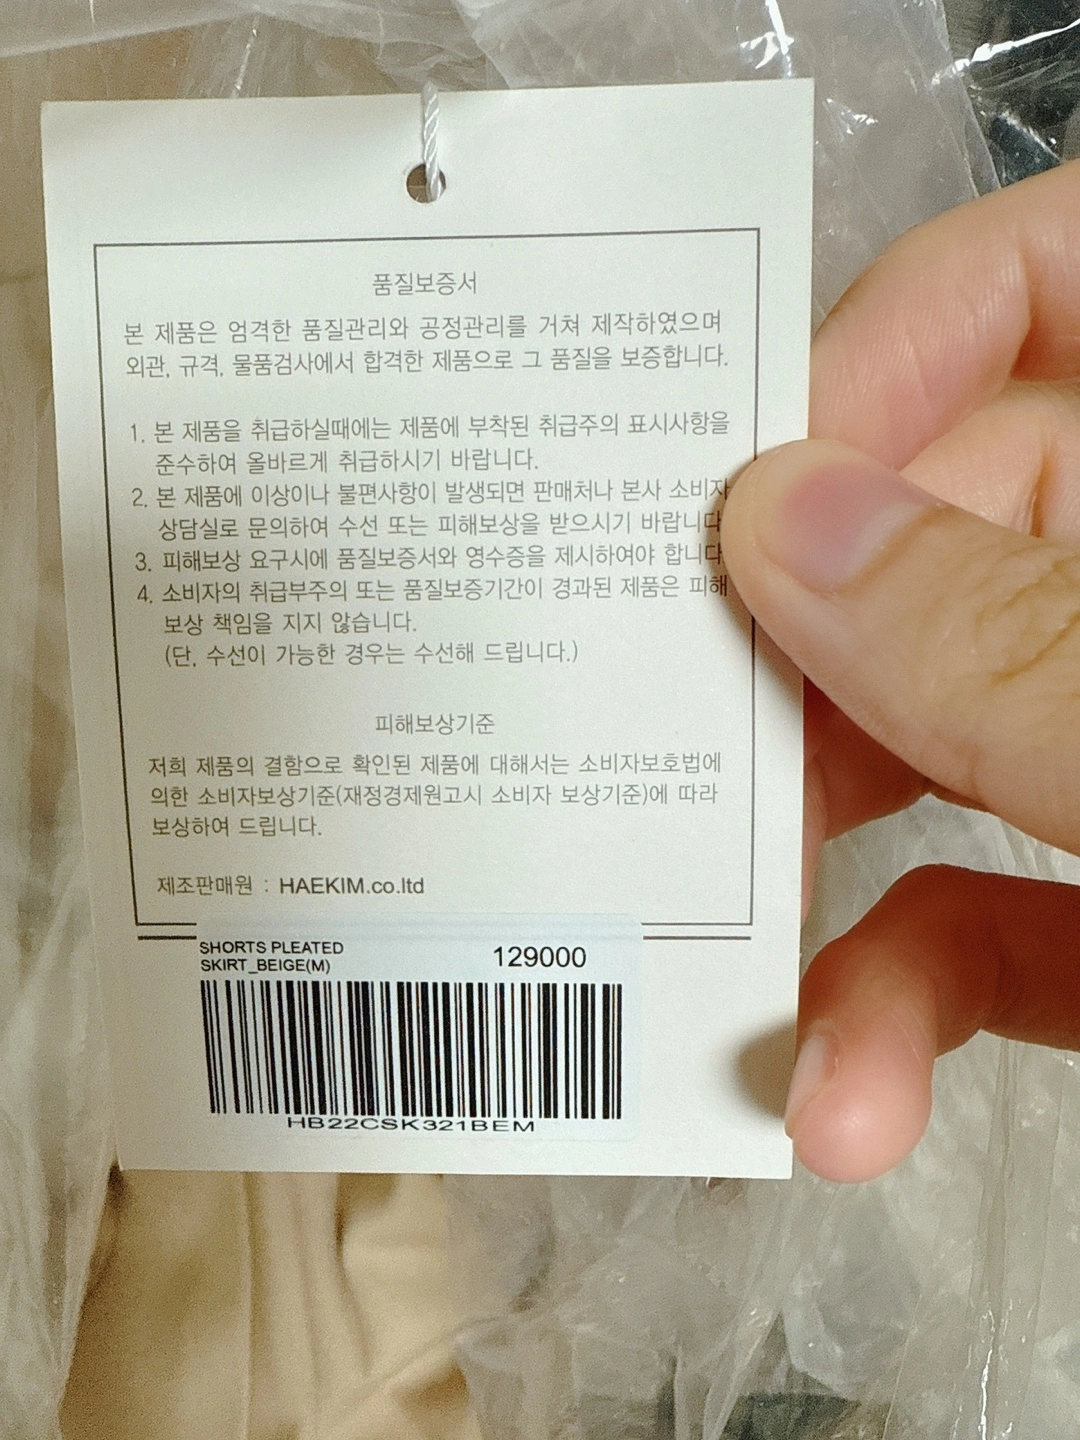 품질보증서
본 제품은 엄격한 품질관리와 공정관리를 거쳐 제작하였으며
외관, 규격, 물품검사에서 합격한 제품으로 그 품질을 보증합니다.
1. 본 제품을 취급하실때에는 제품에 부착된 취급주의 표시사항을
준수하여 올바르게 취급하시기 바랍니다.
2. 본 제품에 이상이나 불편사항이 발생되면 판매처나 본사 소비자
상담실로 문의하여 수선 또는 피해보상을 받으시기 바랍니다
3. 피해보상 요구시에 품질보증서와 영수증을 제시하여야 합니다
4. 소비자의 취급부주의 또는 품질보증기간이 경과된 제품은 피해
보상 책임을 지지 않습니다.
(단, 수선이 가능한 경우는 수선해 드립니다.)
피해보상기준
저희 제품의 결함으로 확인된 제품에 대해서는 소비자보호법에
의한 소비자보상기준(재정경제원고시 소비자 보상기준)에 따라
보상하여 드립니다.
제조판매원 : HAEKIM.co.ltd
SHORTS PLEATED
SKIRT_BEIGE(M) 129000
HB22CSK321BEM